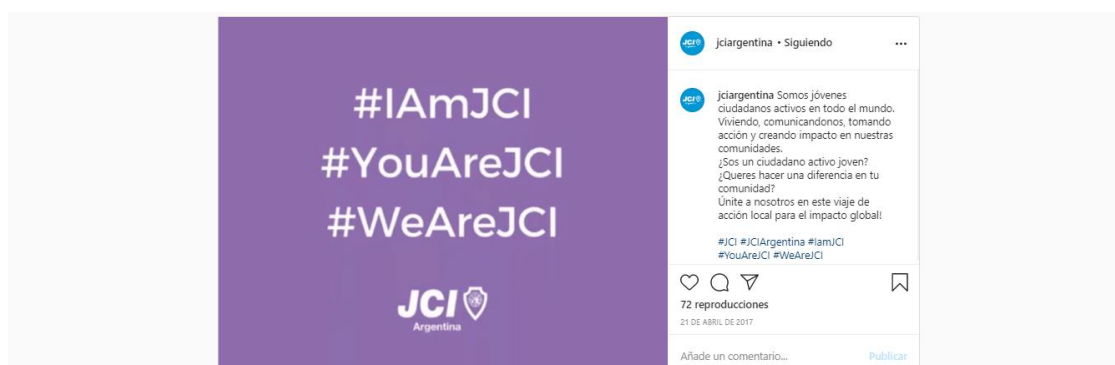 #IAmJCI
#YouAreJCI
#WeAreJCI
JCI
Argentina
jciargentina • Siguiendo
jciargentina Somos jóvenes
ciudadanos activos en todo el mundo.
Viviendo, comunicandonos, tomando
acción y creando impacto en nuestras
comunidades.
¿Sos un ciudadano activo joven?
¿Queres hacer una diferencia en tu
comunidad?
Únite a nosotros en este viaje de
acción local para el impacto global!
#JCI #JCIArgentina #IamJCI
#YouAreJCI #WeAreJCI
72 reproducciones
21 DE ABRIL DE 2017
Añade un comentario...
Publicar